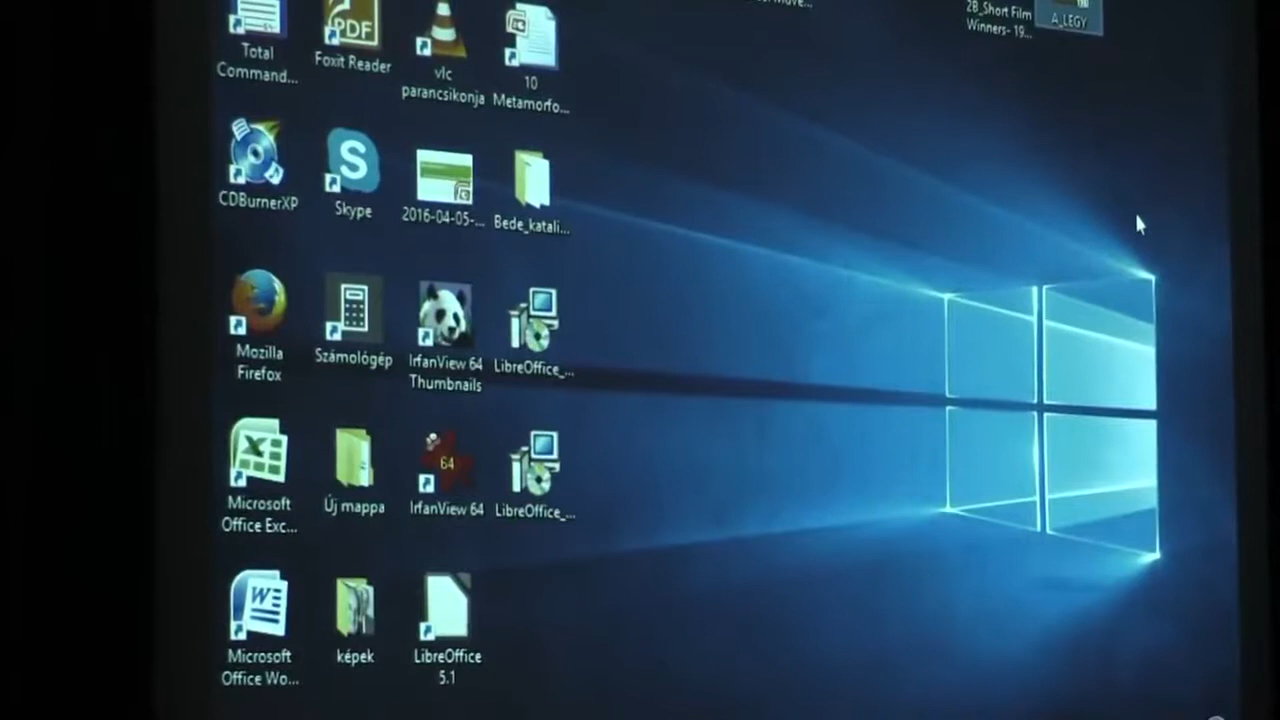 2B_Short Film
Winners- 19...
A_LEGY
Total
Command...
Foxit Reader
PDF
vlc
parancsikonja
10
Metamorfo...
CDBurnerXP
S
Skype
2016-04-05-...
Bede_katali...
Mozilla
Firefox
Számológép
IrfanView 64
Thumbnails
LibreOffice_...
X
Microsoft
Office Exc...
Új mappa
64
IrfanView 64
LibreOffice_...
W
Microsoft
Office Wo...
képek
LibreOffice
5.1